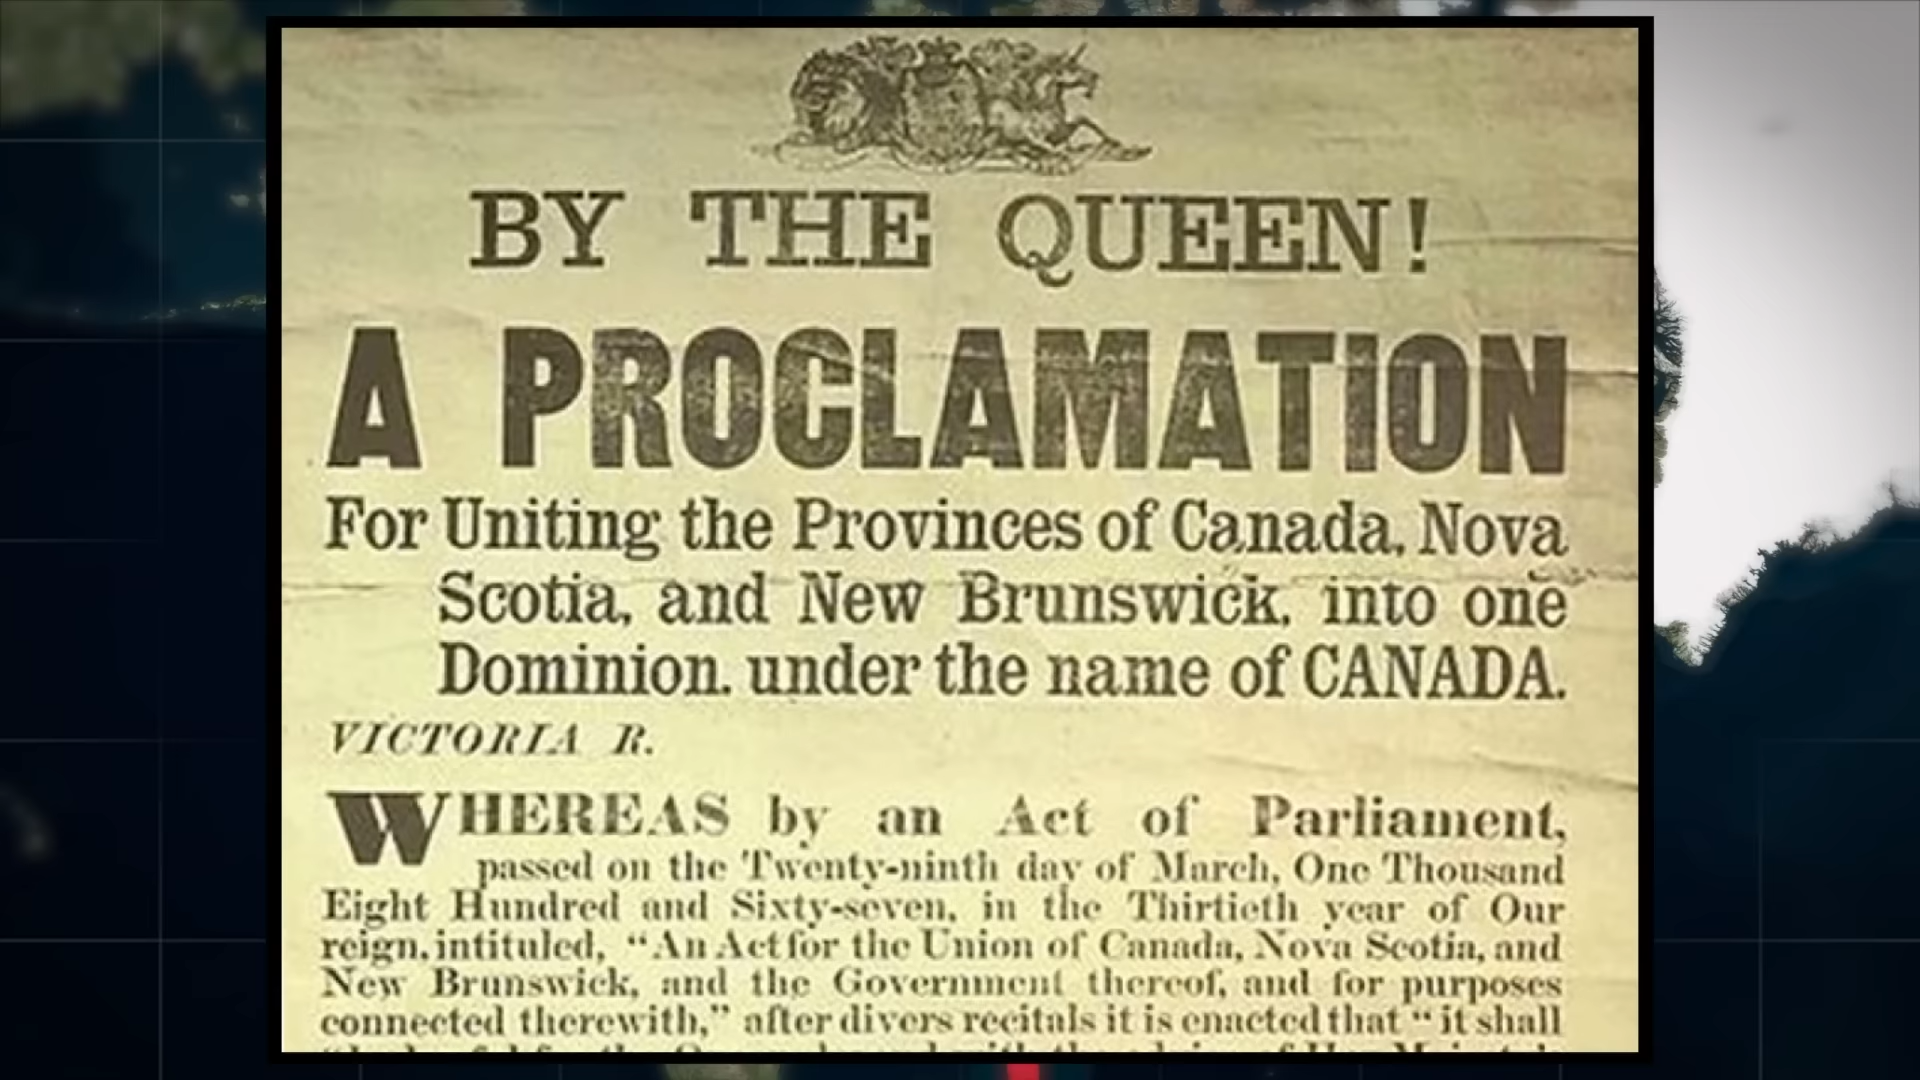 BY THE QUEEN!
A PROCLAMATION
For Uniting the Provinces of Canada, Nova
Scotia, and New Brunswick, into one
Dominion, under the name of CANADA.
VICTORIA R.
WHEREAS by an Act of Parliament,
passed on the Twenty-ninth day of March, One Thousand
Eight Hundred and Sixty-seven, in the Thirtieth year of Our
reign, intituled, “An Act for the Union of Canada, Nova Scotia, and
New Brunswick, and the Government thereof, and for purposes
connected therewith,” after divers recitals it is enacted that “it shall